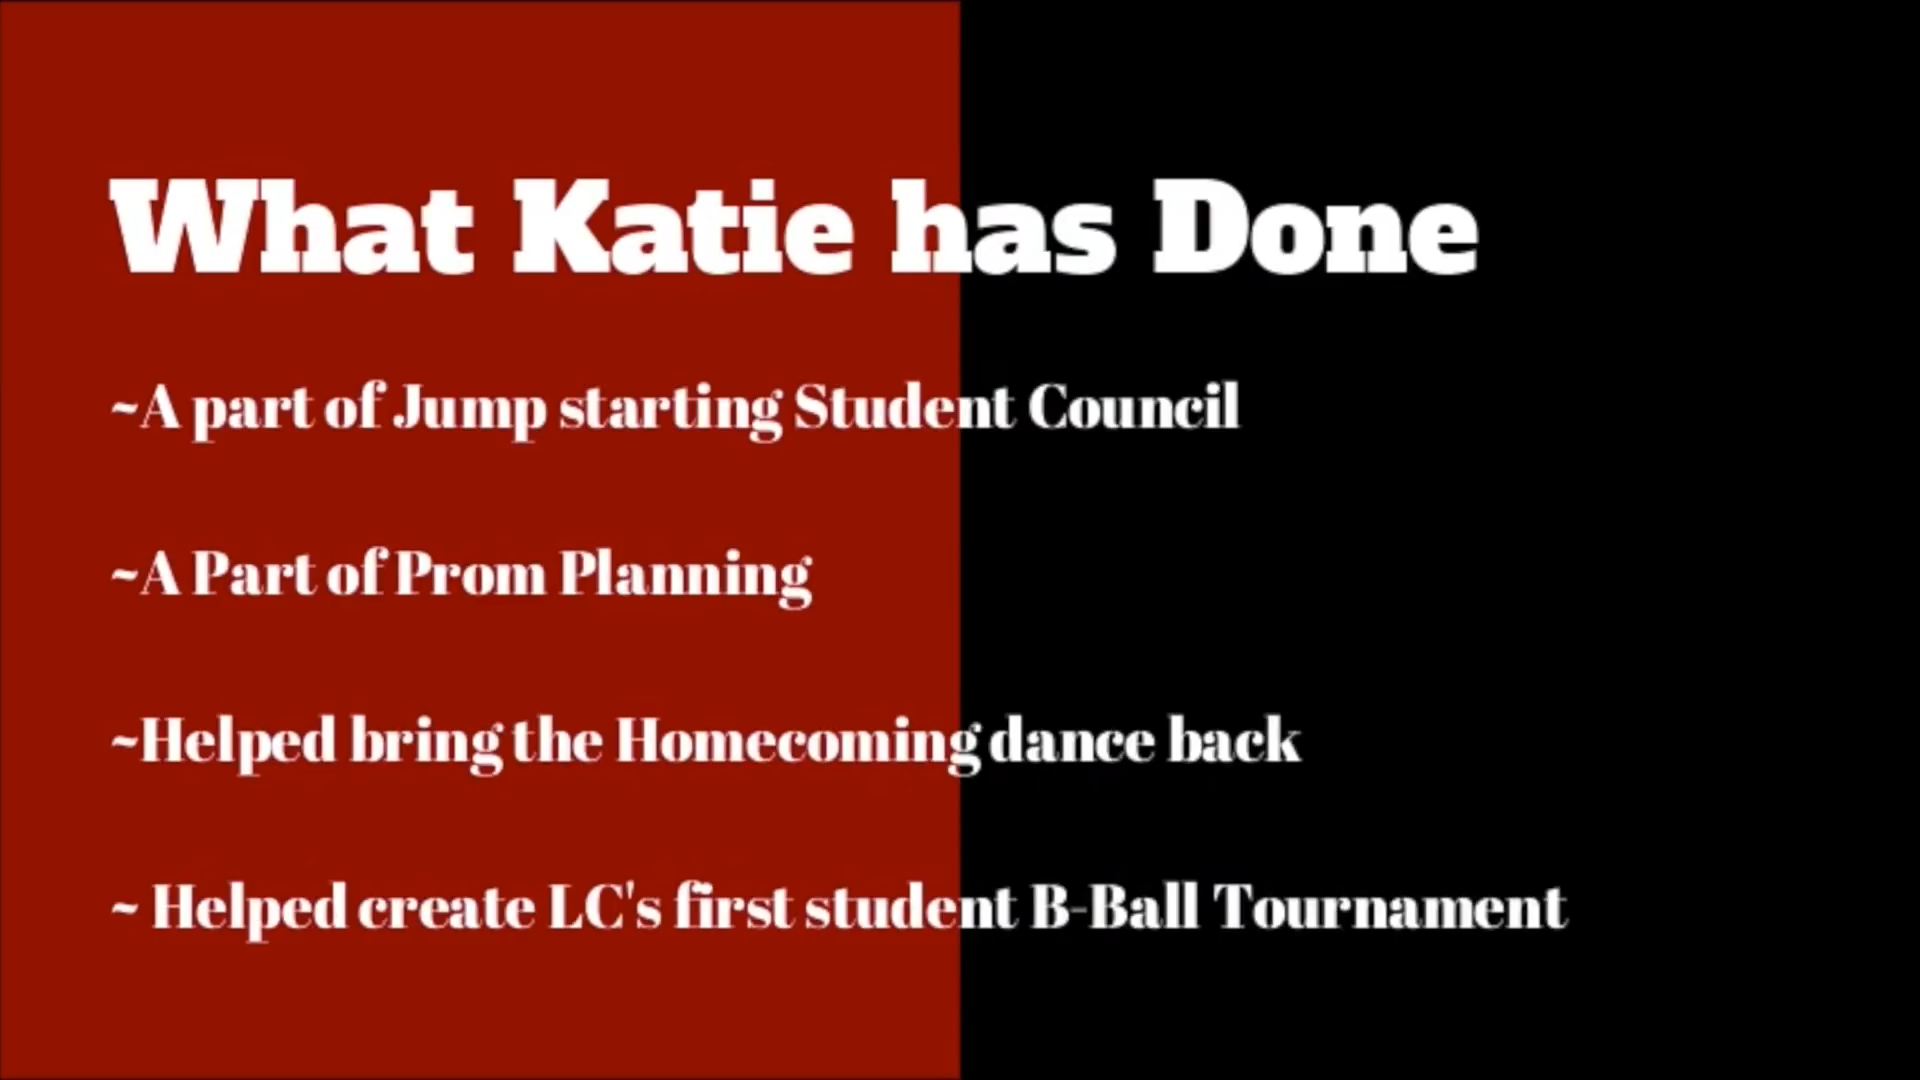 What Katie has Done
~A part of Jump starting Student Council
~A Part of Prom Planning
~Helped bring the Homecoming dance back
~ Helped create LC's first student B-Ball Tournament